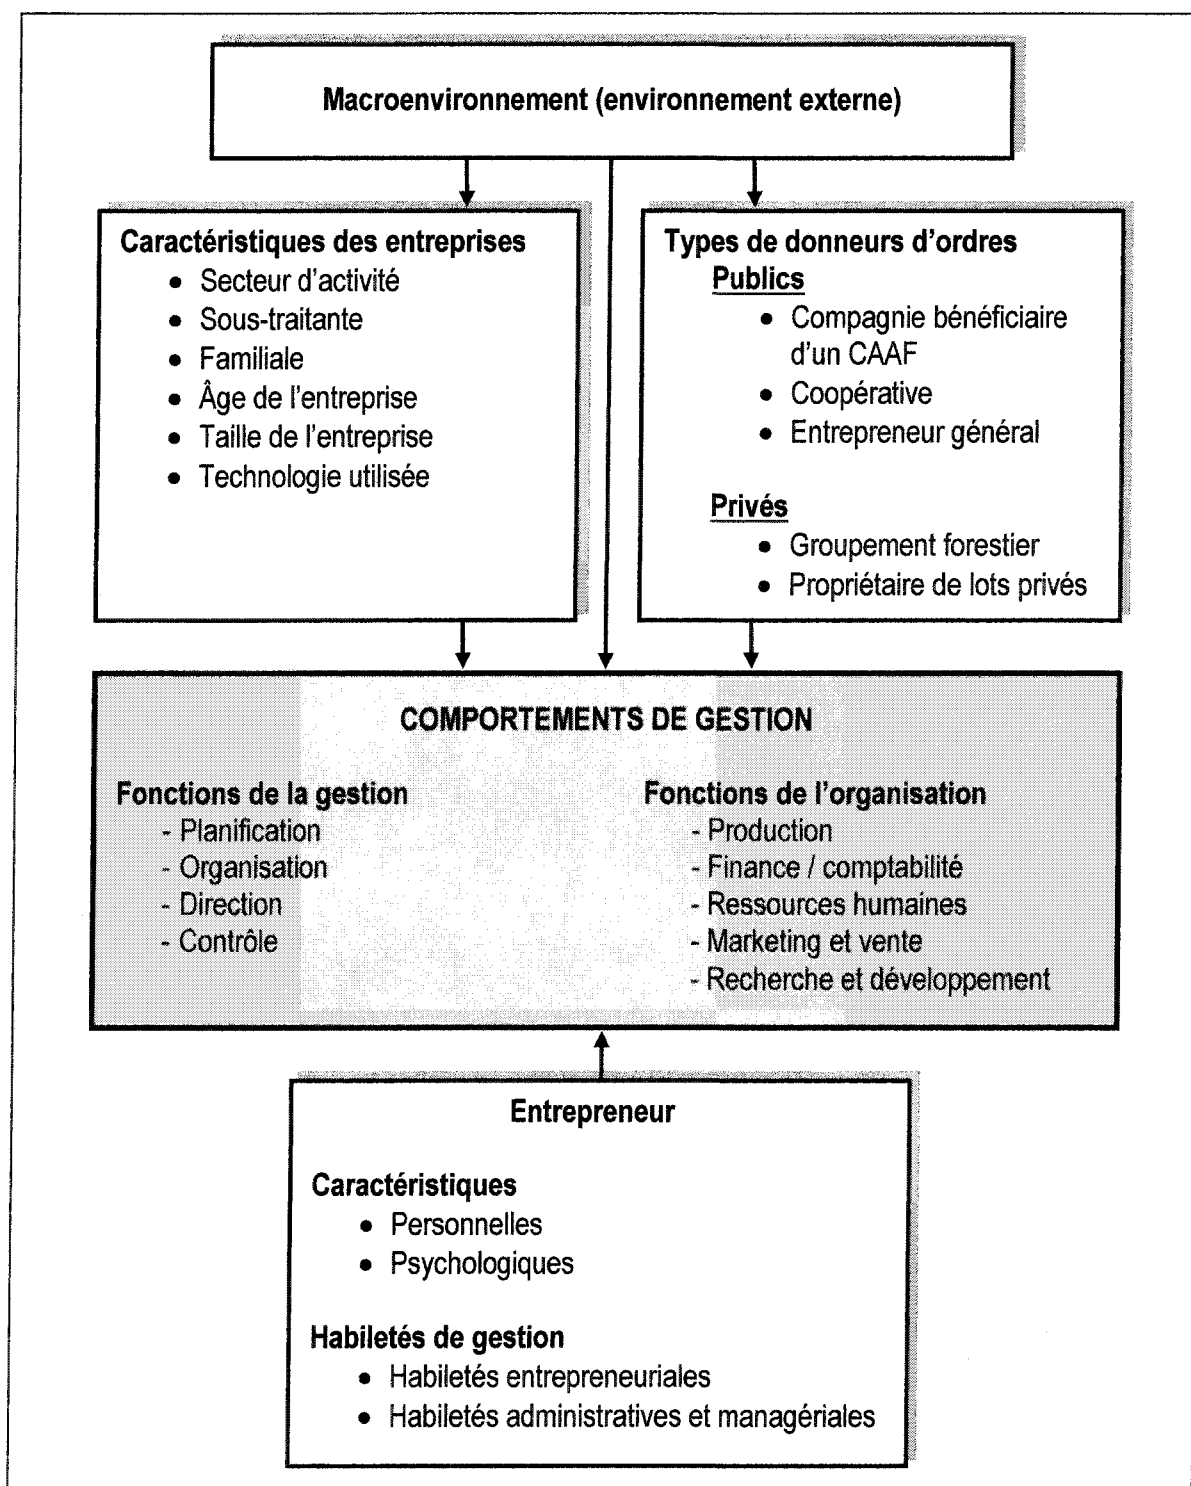 Macroenvironnement (environnement externe)
Caractéristiques des entreprises
• Secteur d'activité
• Sous-traitante
• Familiale
• Âge de l'entreprise
• Taille de l'entreprise
• Technologie utilisée
Types de donneurs d'ordres
Publics
• Compagnie bénéficiaire
d'un CAAF
• Coopérative
• Entrepreneur général
Privés
• Groupement forestier
• Propriétaire de lots privés
COMPORTEMENTS DE GESTION
Fonctions de la gestion
- Planification
- Organisation
- Direction
- Contrôle
Fonctions de l'organisation
- Production
- Finance / comptabilité
- Ressources humaines
- Marketing et vente
- Recherche et développement
Entrepreneur
Caractéristiques
• Personnelles
• Psychologiques
Habiletés de gestion
• Habiletés entrepreneuriales
• Habiletés administratives et managériales